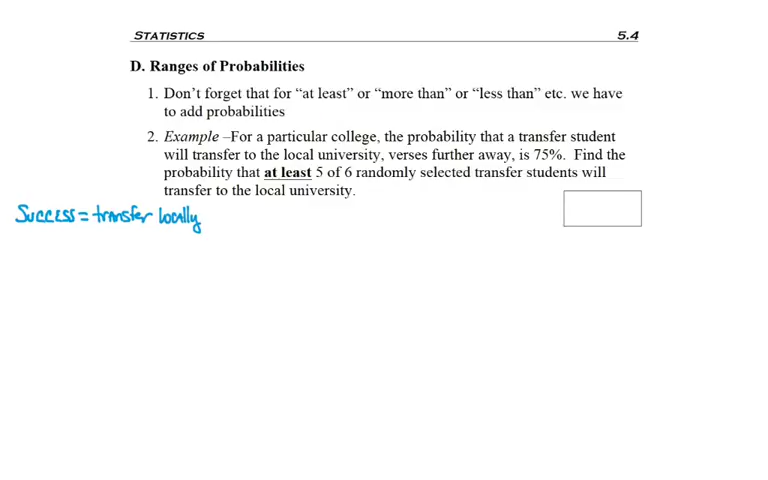 STATISTICS 5.4
D. Ranges of Probabilities
1. Don't forget that for “at least” or “more than” or “less than” etc. we have
to add probabilities
2. Example –For a particular college, the probability that a transfer student
will transfer to the local university, verses further away, is 75%. Find the
probability that at least 5 of 6 randomly selected transfer students will
transfer to the local university.
Success = transfer locally